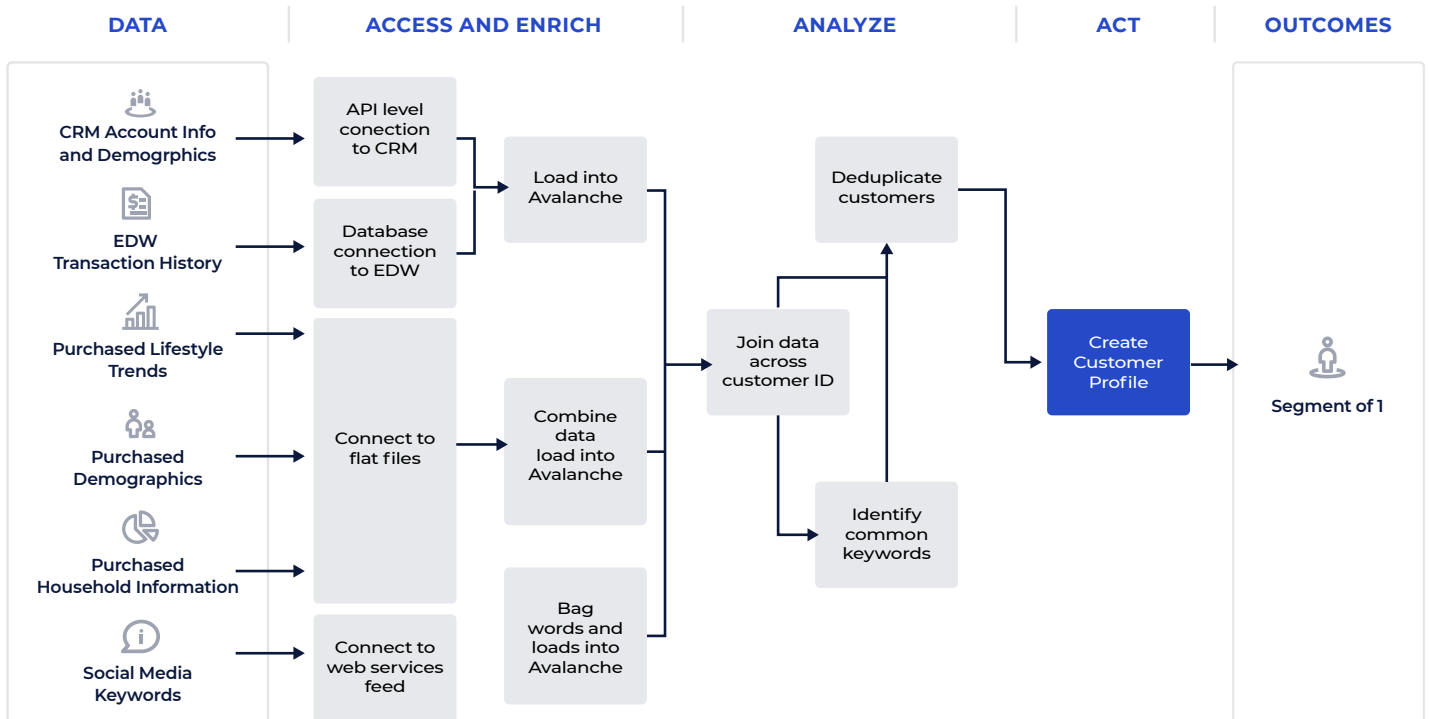 DATA
ACCESS AND ENRICH
ANALYZE
ACT
OUTCOMES
CRM Account Info
and Demogrphics
EDW
Transaction History
Purchased Lifestyle
Trends
Purchased
Demographics
Purchased
Household Information
Social Media
Keywords
API level
conection
to CRM
Database
connection
to EDW
Connect to
flat files
Connect to
web services
feed
Load into
Avalanche
Combine
data
load into
Avalanche
Bag
words and
loads into
Avalanche
Join data
across
customer ID
Deduplicate
customers
Identify
common
keywords
Create
Customer
Profile
Segment of 1